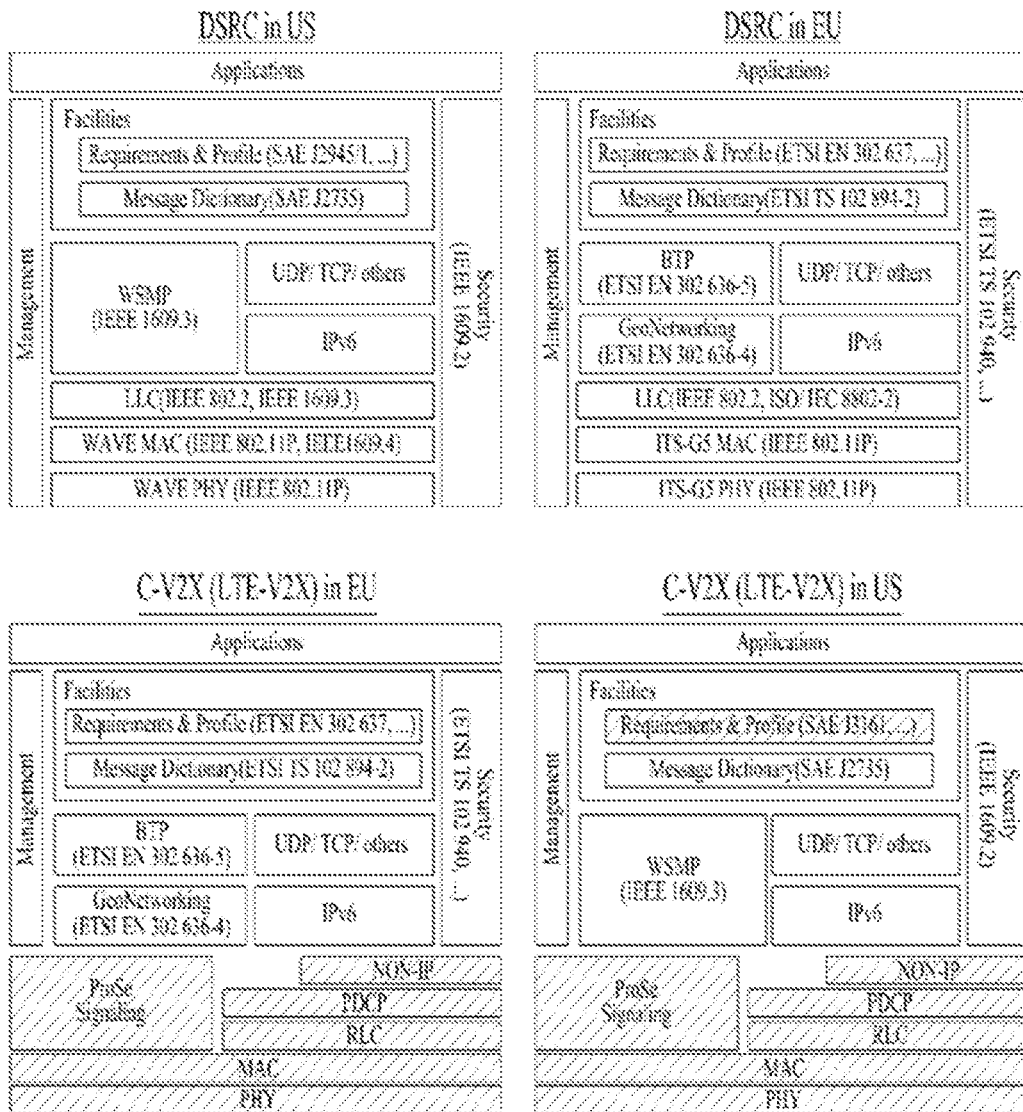 DSRC in US
Applications
Management
Facilities
Requirements & Profile (SAE J2945/1, ...)
Message Dictionary(SAE J2735)
WSMP
(IEEE 1609.3)
UDP/ TCP/ others
IPv6
LLC(IEEE 802.2, IEEE 1609.3)
WAVE MAC (IEEE 802.11P, IEEE1609.4)
WAVE PHY (IEEE 802.11P)
Security
(IEEE 1609.2)
DSRC in EU
Applications
Management
Facilities
Requirements & Profile (ETSI EN 302 637, ...)
Message Dictionary(ETSI TS 102 894-2)
BTP
(ETSI EN 302 636-5)
UDP/ TCP/ others
GeoNetworking
(ETSI EN 302 636-4)
IPv6
LLC(IEEE 802.2, ISO/ IEC 8802-2)
ITS-G5 MAC (IEEE 802.11P)
ITS-G5 PHY (IEEE 802.11P)
Security
(ETSI TS 102 940, ...)
C-V2X (LTE-V2X) in EU
Applications
Management
Facilities
Requirements & Profile (ETSI EN 302 637, ...)
Message Dictionary(ETSI TS 102 894-2)
BTP
(ETSI EN 302 636-5)
UDP/ TCP/ others
GeoNetworking
(ETSI EN 302 636-4)
IPv6
Security
(ETSI TS 102 940, ...)
ProSe
Signaling
NON-IP
PDCP
RLC
MAC
PHY
C-V2X (LTE-V2X) in US
Applications
Management
Facilities
Requirements & Profile (SAE J3161, ...)
Message Dictionary(SAE J2735)
WSMP
(IEEE 1609.3)
UDP/ TCP/ others
IPv6
Security
(IEEE 1609.2)
ProSe
Signaling
NON-IP
PDCP
RLC
MAC
PHY